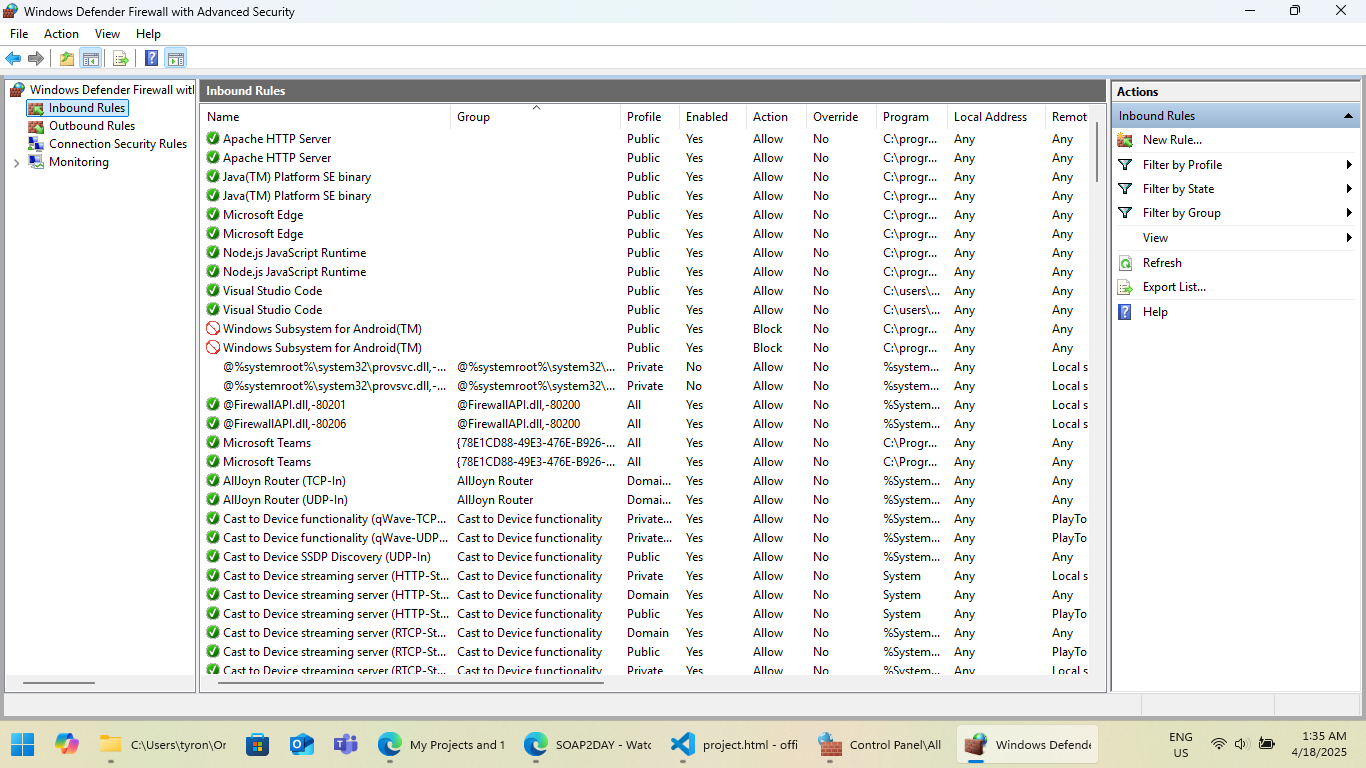 Windows Defender Firewall with Advanced Security
File Action View Help
Windows Defender Firewall wit
Inbound Rules
Outbound Rules
Connection Security Rules
Monitoring
Inbound Rules
Name Group Profile Enabled Action Override Program Local Address Remot
Apache HTTP Server Public Yes Allow No C:\progr... Any Any
Apache HTTP Server Public Yes Allow No C:\progr... Any Any
Java(TM) Platform SE binary Public Yes Allow No C:\progr... Any Any
Java(TM) Platform SE binary Public Yes Allow No C:\progr... Any Any
Microsoft Edge Public Yes Allow No C:\progr... Any Any
Microsoft Edge Public Yes Allow No C:\progr... Any Any
Node.js JavaScript Runtime Public Yes Allow No C:\progr... Any Any
Node.js JavaScript Runtime Public Yes Allow No C:\progr... Any Any
Visual Studio Code Public Yes Allow No C:\users\... Any Any
Visual Studio Code Public Yes Allow No C:\users\... Any Any
Windows Subsystem for Android(TM) Public Yes Block No C:\progr... Any Any
Windows Subsystem for Android(TM) Public Yes Block No C:\progr... Any Any
@%systemroot%\system32\provsvc.dll,-... @%systemroot%\system32\... Private No Allow No %system... Any Local s
@%systemroot%\system32\provsvc.dll,-... @%systemroot%\system32\... Private No Allow No %system... Any Local s
@FirewallAPI.dll,-80201 @FirewallAPI.dll,-80200 All Yes Allow No %System... Any Local s
@FirewallAPI.dll,-80206 @FirewallAPI.dll,-80200 All Yes Allow No %System... Any Local s
Microsoft Teams {78E1CD88-49E3-476E-B926-... All Yes Allow No C:\Progr... Any Any
Microsoft Teams {78E1CD88-49E3-476E-B926-... All Yes Allow No C:\Progr... Any Any
AllJoyn Router (TCP-In) AllJoyn Router Domai... Yes Allow No %System... Any Any
AllJoyn Router (UDP-In) AllJoyn Router Domai... Yes Allow No %System... Any Any
Cast to Device functionality (qWave-TCP... Cast to Device functionality Private... Yes Allow No %System... Any PlayTo
Cast to Device functionality (qWave-UDP... Cast to Device functionality Private... Yes Allow No %System... Any PlayTo
Cast to Device SSDP Discovery (UDP-In) Cast to Device functionality Public Yes Allow No %System... Any Any
Cast to Device streaming server (HTTP-St... Cast to Device functionality Private Yes Allow No System Any Local s
Cast to Device streaming server (HTTP-St... Cast to Device functionality Domain Yes Allow No System Any Any
Cast to Device streaming server (HTTP-St... Cast to Device functionality Public Yes Allow No System Any PlayTo
Cast to Device streaming server (RTCP-St... Cast to Device functionality Domain Yes Allow No %System... Any Any
Cast to Device streaming server (RTCP-St... Cast to Device functionality Public Yes Allow No %System... Any PlayTo
Cast to Device streaming server (RTCP-St... Cast to Device functionality Private Yes Allow No %System... Any Local s
Actions
Inbound Rules
New Rule...
Filter by Profile
Filter by State
Filter by Group
View
Refresh
Export List...
Help
C:\Users\tyron\Or
My Projects and 1
SOAP2DAY - Watc
project.html - offi
Control Panel\All
Windows Defende
ENG
US
1:35 AM
4/18/2025